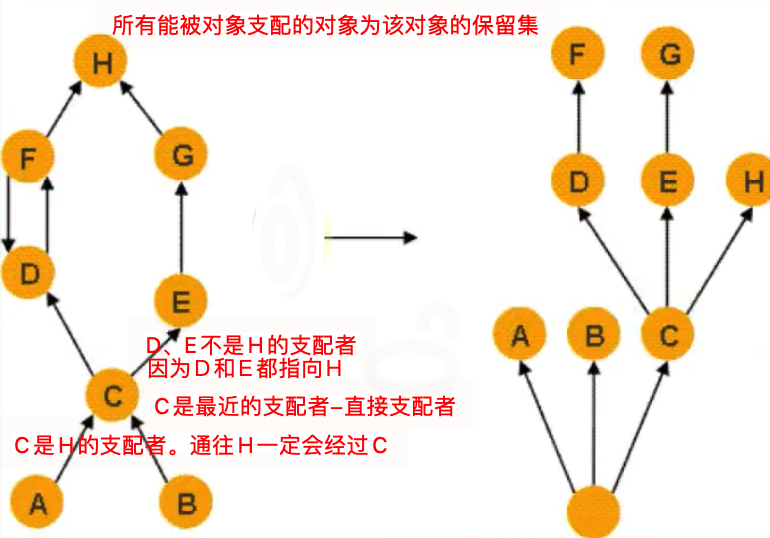 所有能被对象支配的对象为该对象的保留集
H
F
G
D
E
C
A
B
D、E不是H的支配者
因为D和E都指向H
C是最近的支配者-直接支配者
C是H的支配者。通往H一定会经过C
F
G
D
E
H
A
B
C